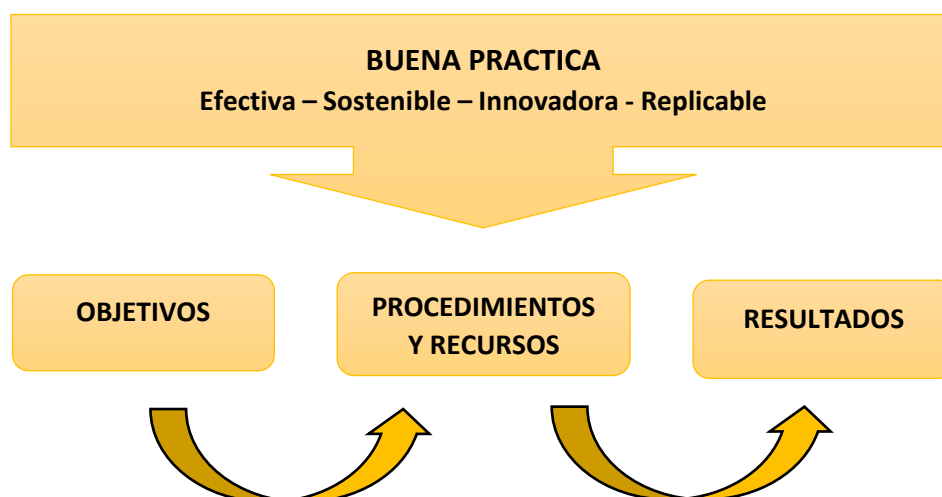 BUENA PRACTICA
Efectiva – Sostenible – Innovadora - Replicable
OBJETIVOS
PROCEDIMIENTOS
Y RECURSOS
RESULTADOS